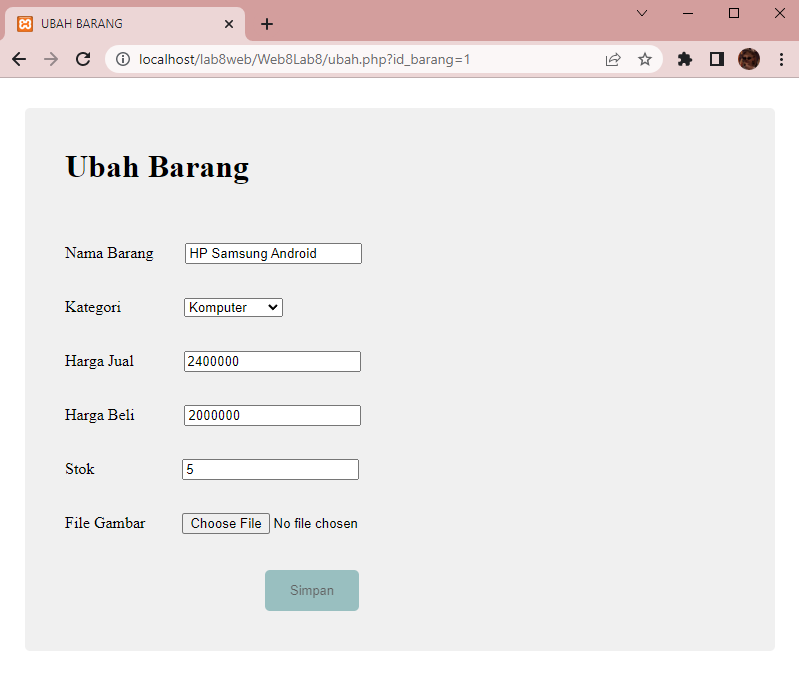 UBAH BARANG
localhost/lab8web/Web8Lab8/ubah.php?id_barang=1
Ubah Barang
Nama Barang HP Samsung Android
Kategori Komputer
Harga Jual 2400000
Harga Beli 2000000
Stok 5
File Gambar Choose File No file chosen
Simpan